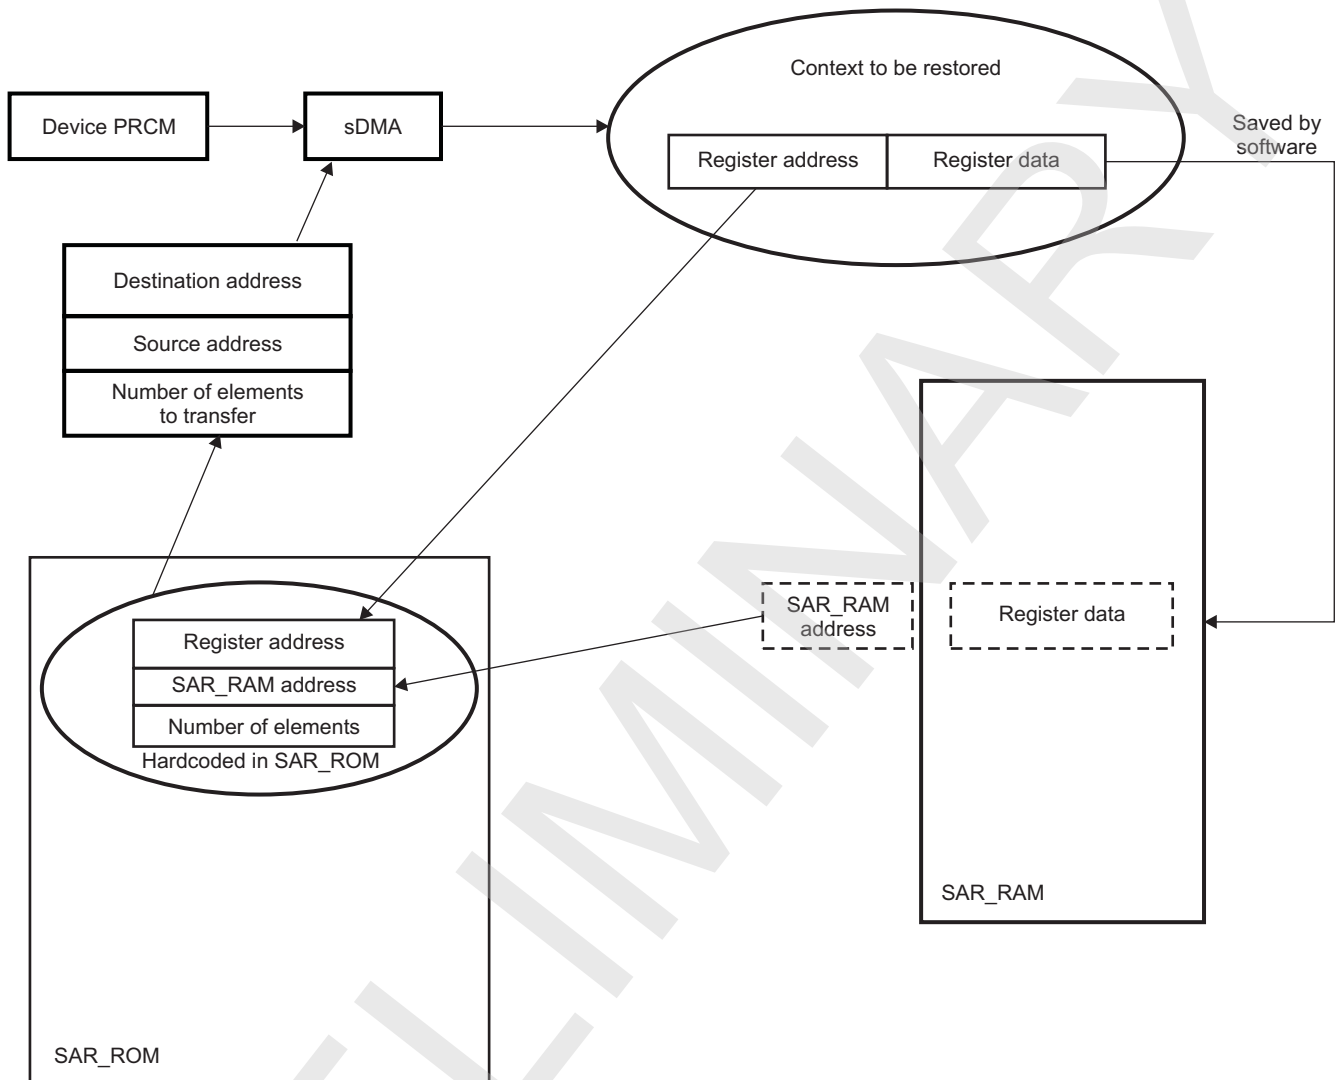 Context to be restored
Device PRCM
sDMA
Register address
Register data
Saved by
software
Destination address
Source address
Number of elements
to transfer
SAR_RAM
address
Register data
Register address
SAR_RAM address
Number of elements
Hardcoded in SAR_ROM
SAR_RAM
SAR_ROM
ELIMINARY